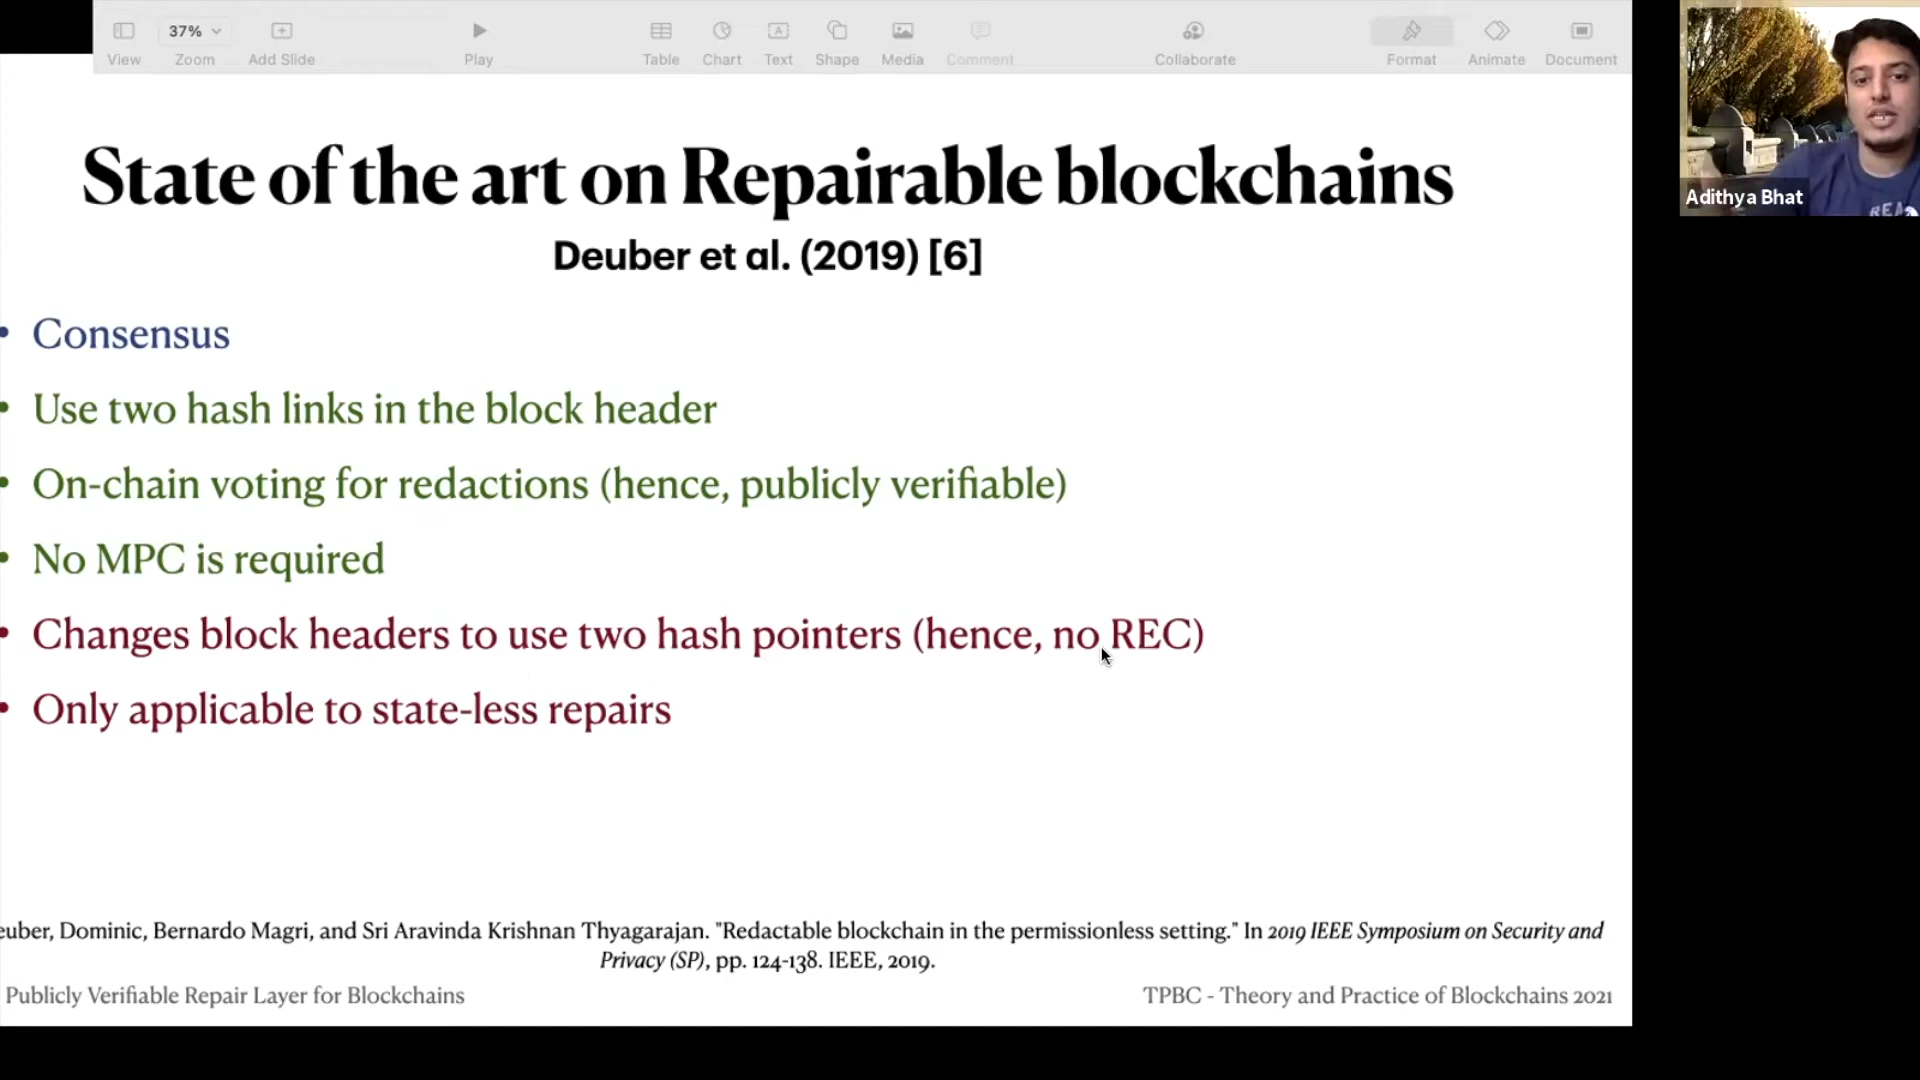 37%
View Zoom Add Slide Play Table Chart Text Shape Media Comment Collaborate Format Animate Document
State of the art on Repairable blockchains
Deuber et al. (2019) [6]
• Consensus
• Use two hash links in the block header
• On-chain voting for redactions (hence, publicly verifiable)
• No MPC is required
• Changes block headers to use two hash pointers (hence, no REC)
• Only applicable to state-less repairs
euber, Dominic, Bernardo Magri, and Sri Aravinda Krishnan Thyagarajan. "Redactable blockchain in the permissionless setting." In 2019 IEEE Symposium on Security and
Privacy (SP), pp. 124-138. IEEE, 2019.
Publicly Verifiable Repair Layer for Blockchains
TPBC - Theory and Practice of Blockchains 2021
Adithya Bhat
REA